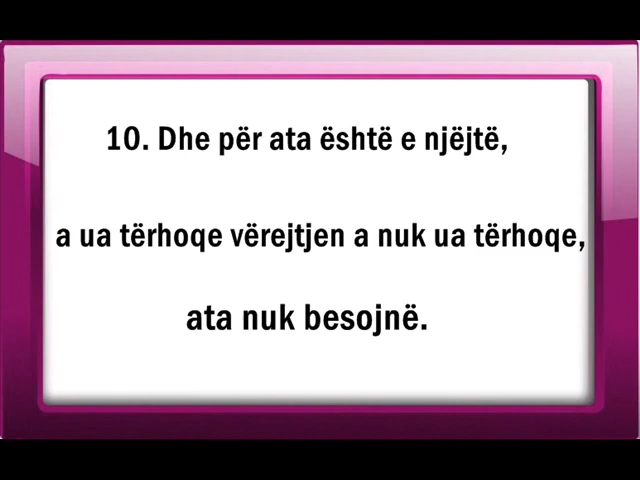 10. Dhe për ata është e njëjtë,
a ua tërhoqe vërejtjen a nuk ua tërhoqe,
ata nuk besojnë.